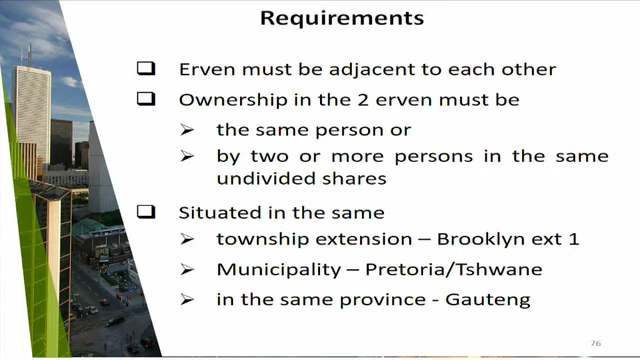 Requirements
Erven must be adjacent to each other
Ownership in the 2 erven must be
the same person or
by two or more persons in the same
undivided shares
Situated in the same
township extension – Brooklyn ext 1
Municipality – Pretoria/Tshwane
in the same province - Gauteng
76